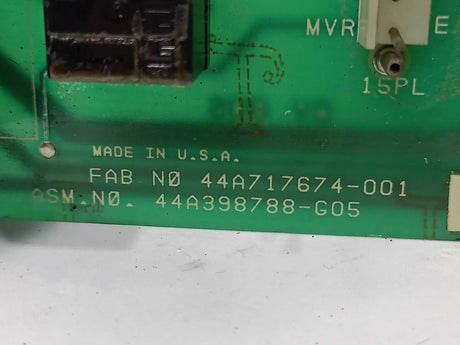 MVR E
15PL
MADE IN U.S.A.
FAB NØ 44A717674-001
ASM.NØ. 44A398788-G05